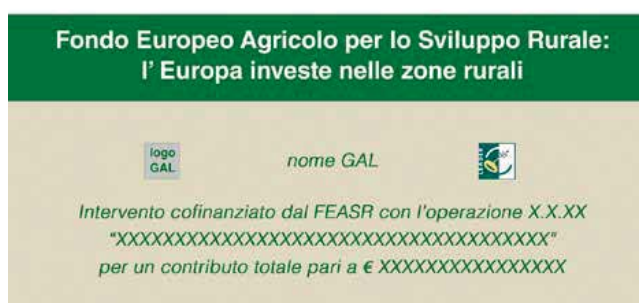 Fondo Europeo Agricolo per lo Sviluppo Rurale:
l' Europa investe nelle zone rurali
logo
GAL
nome GAL
LEADER
Intervento cofinanziato dal FEASR con l'operazione X.X.XX
"XXXXXXXXXXXXXXXXXXXXXXXXXXXXXXXXXXXXXX"
per un contributo totale pari a € XXXXXXXXXXXXXXXX